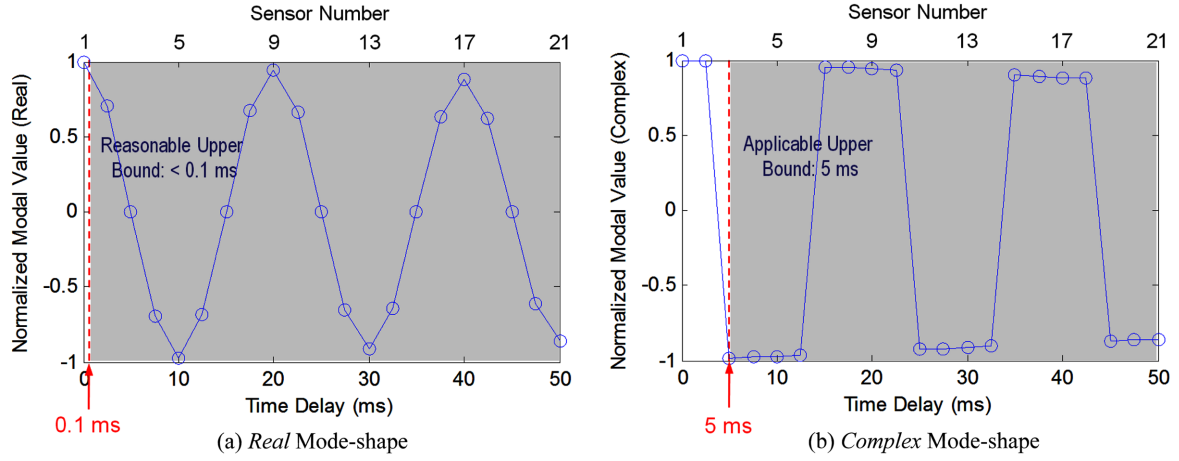 Sensor Number
1 5 9 13 17 21
1
0.5
0
-0.5
-1
Normalized Modal Value (Real)
Reasonable Upper
Bound: < 0.1 ms
0 10 20 30 40 50
Time Delay (ms)
0.1 ms
(a) Real Mode-shape
Sensor Number
1 5 9 13 17 21
1
0.5
0
-0.5
-1
Normalized Modal Value (Complex)
Applicable Upper
Bound: 5 ms
0 10 20 30 40 50
Time Delay (ms)
5 ms
(b) Complex Mode-shape